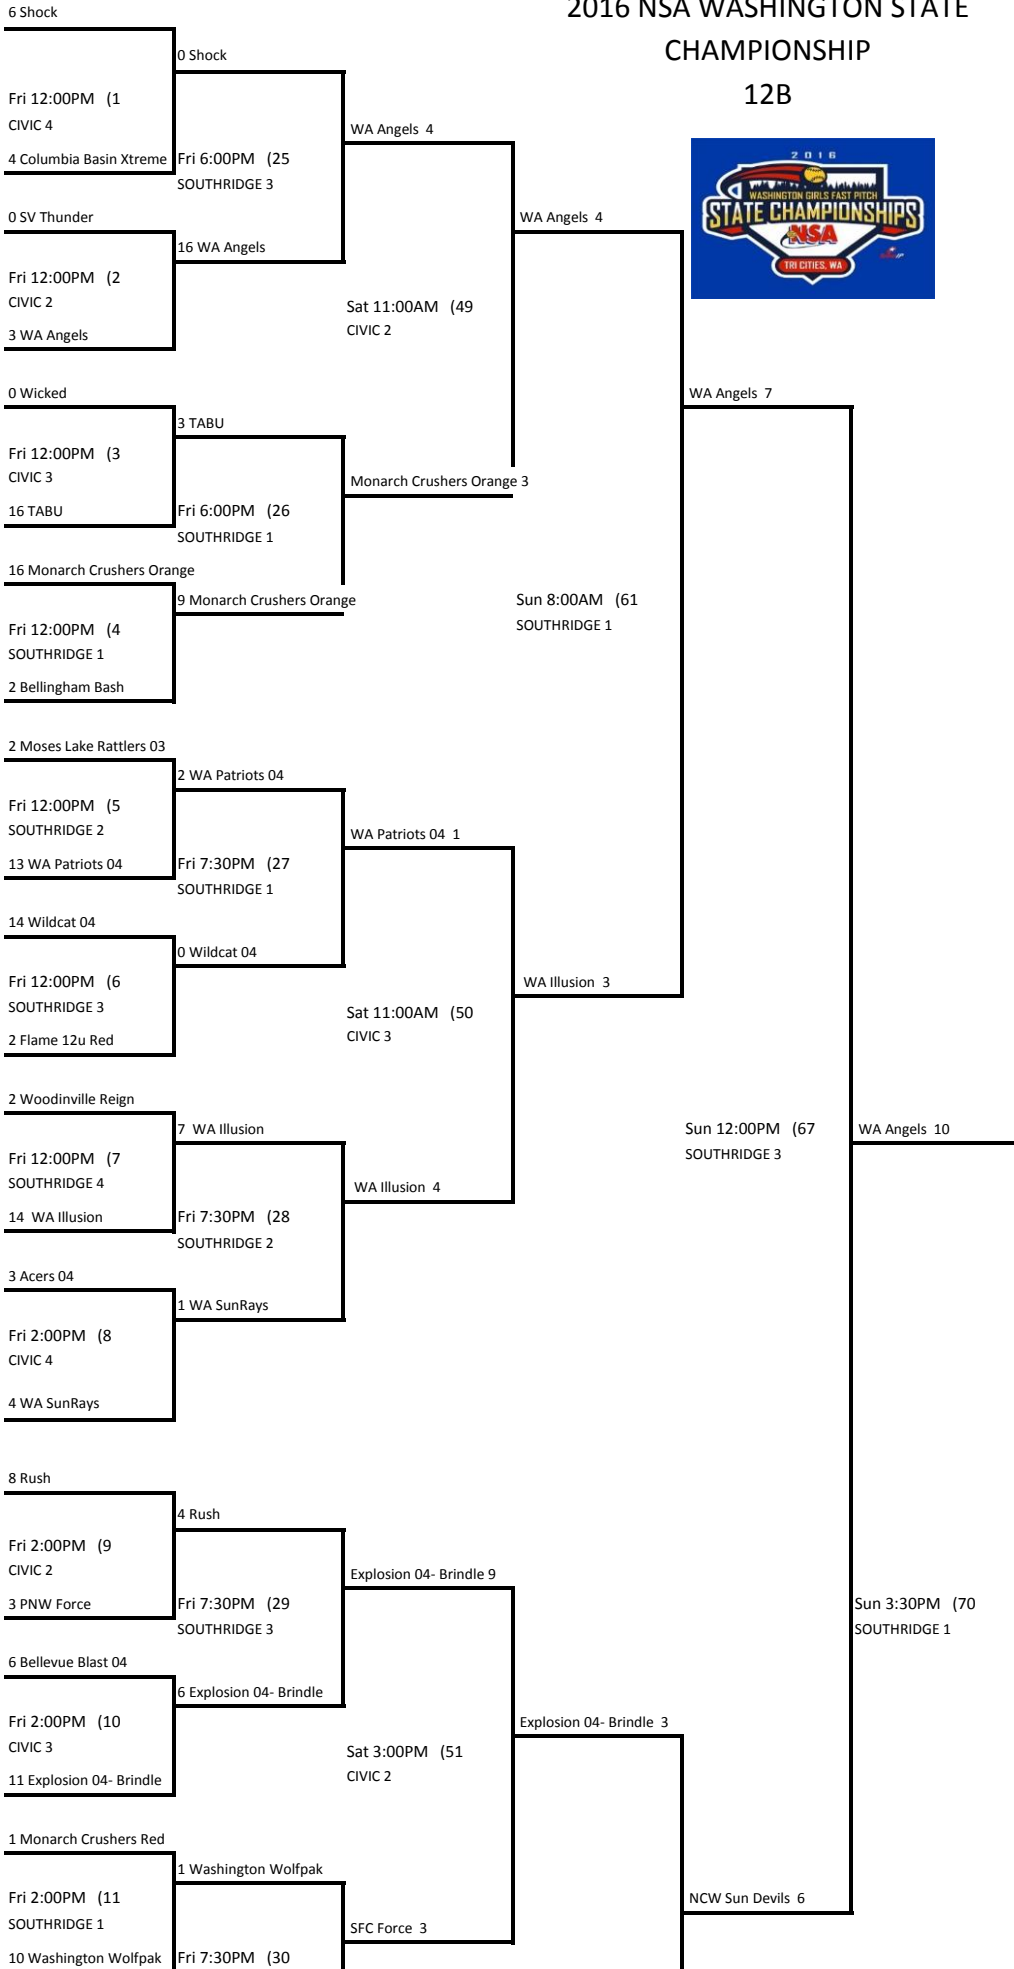 2016 NSA WASHINGTON STATE
CHAMPIONSHIP
12B
2016
WASHINGTON GIRLS FAST PITCH
STATE CHAMPIONSHIPS
NSA
TRI CITIES, WA
6 Shock
0 Shock
Fri 12:00PM (1
CIVIC 4
WA Angels 4
4 Columbia Basin Xtreme
Fri 6:00PM (25
SOUTHRIDGE 3
0 SV Thunder
WA Angels 4
16 WA Angels
Fri 12:00PM (2
CIVIC 2
Sat 11:00AM (49
CIVIC 2
3 WA Angels
0 Wicked
WA Angels 7
3 TABU
Fri 12:00PM (3
CIVIC 3
Monarch Crushers Orange 3
16 TABU
Fri 6:00PM (26
SOUTHRIDGE 1
16 Monarch Crushers Orange
9 Monarch Crushers Orange
Sun 8:00AM (61
SOUTHRIDGE 1
Fri 12:00PM (4
SOUTHRIDGE 1
2 Bellingham Bash
2 Moses Lake Rattlers 03
2 WA Patriots 04
Fri 12:00PM (5
SOUTHRIDGE 2
WA Patriots 04 1
13 WA Patriots 04
Fri 7:30PM (27
SOUTHRIDGE 1
14 Wildcat 04
0 Wildcat 04
Fri 12:00PM (6
SOUTHRIDGE 3
WA Illusion 3
Sat 11:00AM (50
CIVIC 3
2 Flame 12u Red
2 Woodinville Reign
7 WA Illusion
Sun 12:00PM (67
SOUTHRIDGE 3
WA Angels 10
Fri 12:00PM (7
SOUTHRIDGE 4
WA Illusion 4
14 WA Illusion
Fri 7:30PM (28
SOUTHRIDGE 2
3 Acers 04
1 WA SunRays
Fri 2:00PM (8
CIVIC 4
4 WA SunRays
8 Rush
4 Rush
Fri 2:00PM (9
CIVIC 2
Explosion 04- Brindle 9
3 PNW Force
Fri 7:30PM (29
SOUTHRIDGE 3
Sun 3:30PM (70
SOUTHRIDGE 1
6 Bellevue Blast 04
6 Explosion 04- Brindle
Fri 2:00PM (10
CIVIC 3
Explosion 04- Brindle 3
Sat 3:00PM (51
CIVIC 2
11 Explosion 04- Brindle
1 Monarch Crushers Red
1 Washington Wolfpak
Fri 2:00PM (11
SOUTHRIDGE 1
NCW Sun Devils 6
SFC Force 3
10 Washington Wolfpak
Fri 7:30PM (30